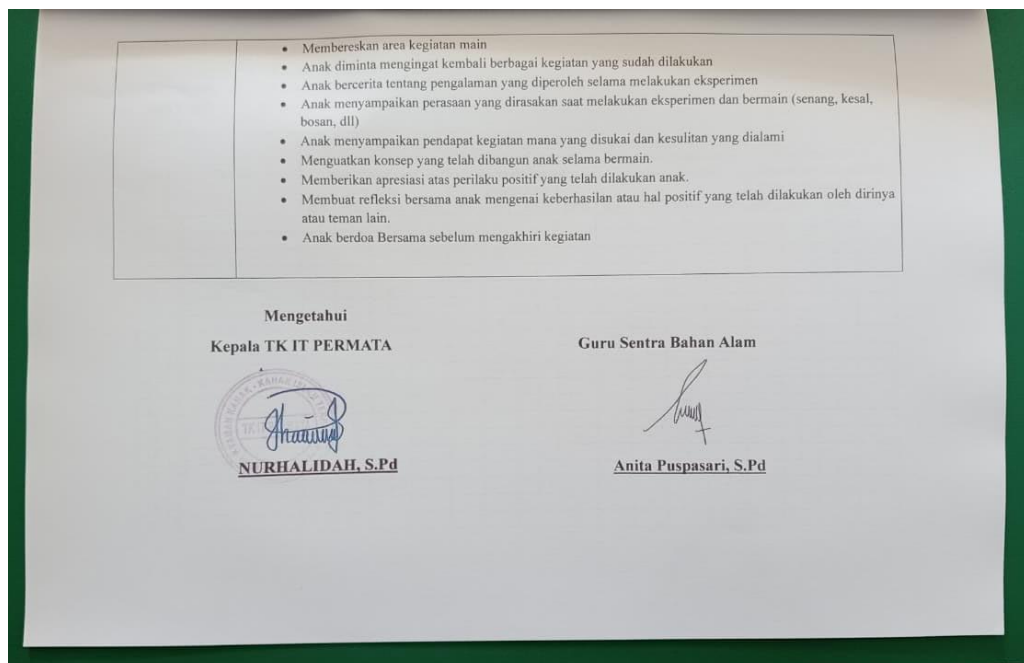 • Membereskan area kegiatan main
• Anak diminta mengingat kembali berbagai kegiatan yang sudah dilakukan
• Anak bercerita tentang pengalaman yang diperoleh selama melakukan eksperimen
• Anak menyampaikan perasaan yang dirasakan saat melakukan eksperimen dan bermain (senang, kesal,
bosan, dll)
• Anak menyampaikan pendapat kegiatan mana yang disukai dan kesulitan yang dialami
• Menguatkan konsep yang telah dibangun anak selama bermain.
• Memberikan apresiasi atas perilaku positif yang telah dilakukan anak.
• Membuat refleksi bersama anak mengenai keberhasilan atau hal positif yang telah dilakukan oleh dirinya
atau teman lain.
• Anak berdoa Bersama sebelum mengakhiri kegiatan
Mengetahui
Kepala TK IT PERMATA
Guru Sentra Bahan Alam
NURHALIDAH, S.Pd
Anita Puspasari, S.Pd